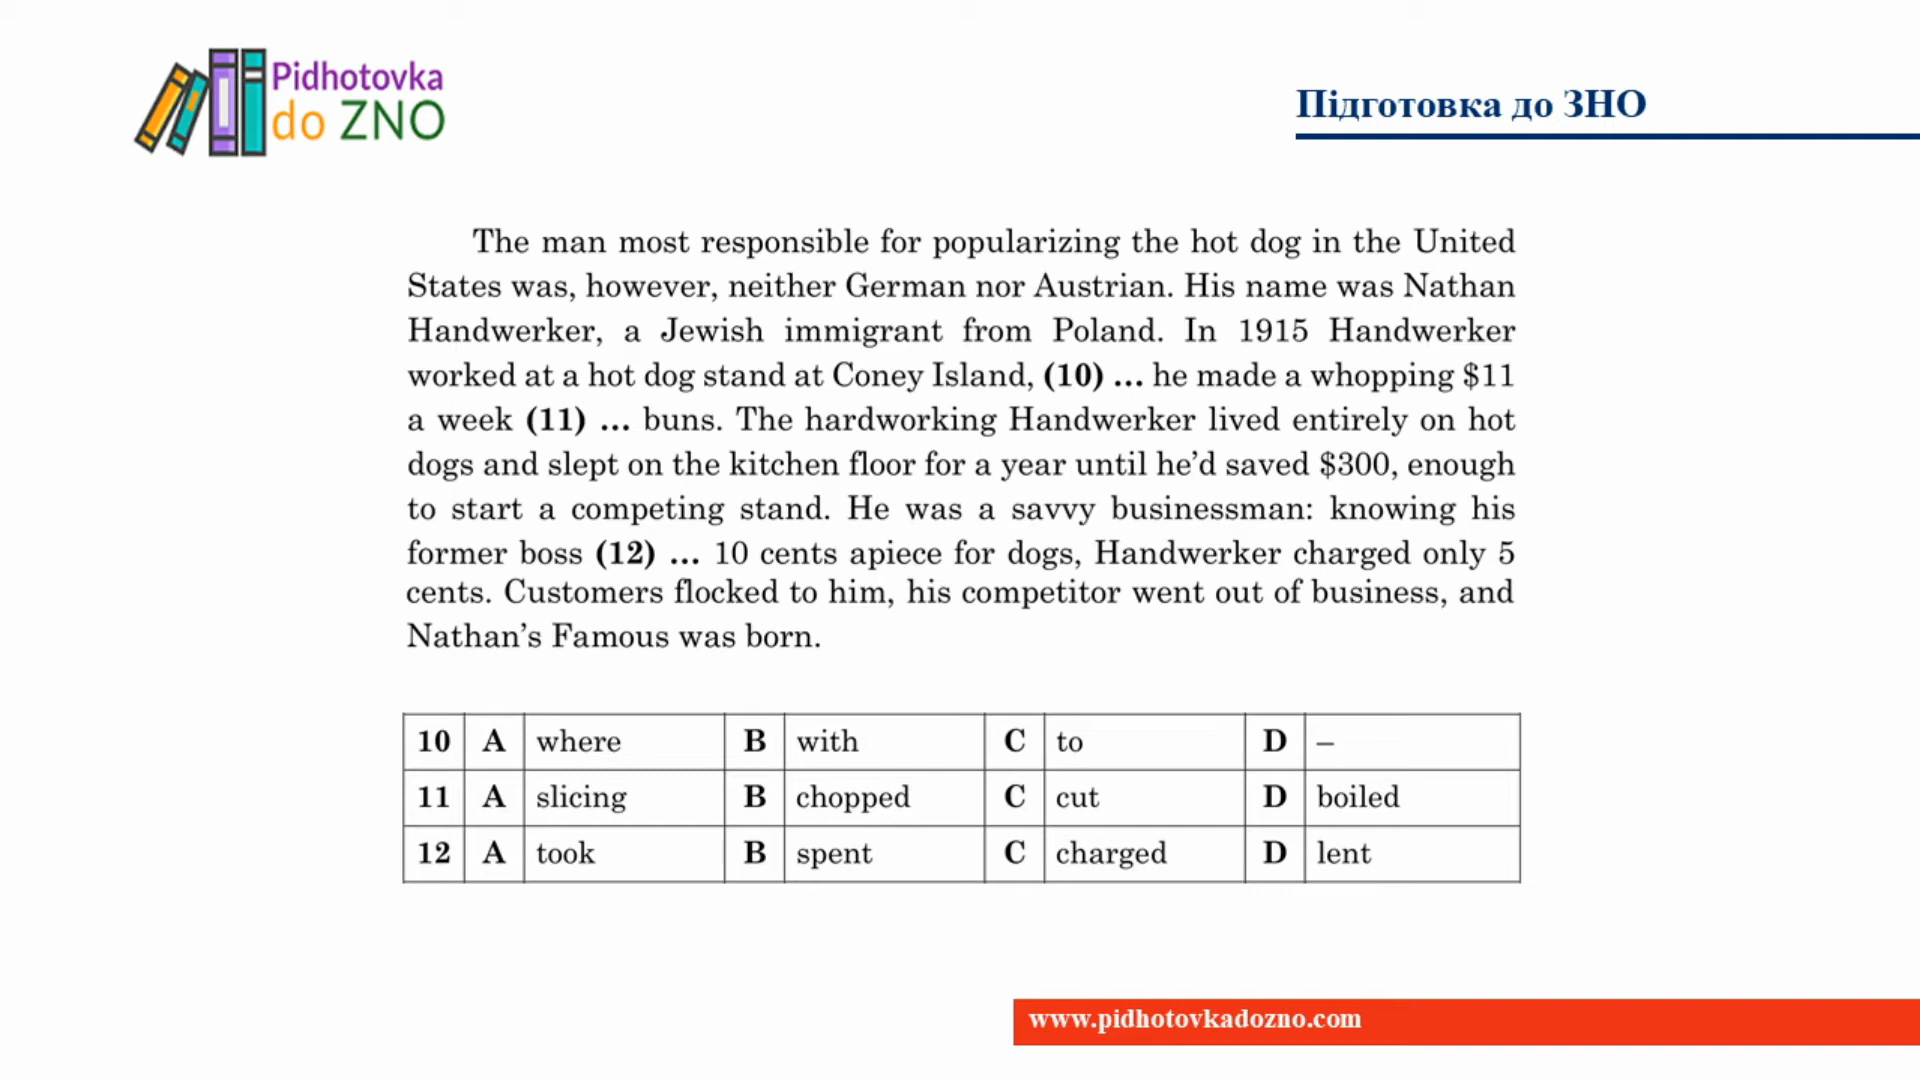 Pidhotovka
do ZNO
Підготовка до ЗНО
The man most responsible for popularizing the hot dog in the United
States was, however, neither German nor Austrian. His name was Nathan
Handwerker, a Jewish immigrant from Poland. In 1915 Handwerker
worked at a hot dog stand at Coney Island, (10) ... he made a whopping $11
a week (11) ... buns. The hardworking Handwerker lived entirely on hot
dogs and slept on the kitchen floor for a year until he’d saved $300, enough
to start a competing stand. He was a savvy businessman: knowing his
former boss (12) ... 10 cents apiece for dogs, Handwerker charged only 5
cents. Customers flocked to him, his competitor went out of business, and
Nathan’s Famous was born.
10 A where B with C to D –
11 A slicing B chopped C cut D boiled
12 A took B spent C charged D lent
www.pidhotovkadozno.com